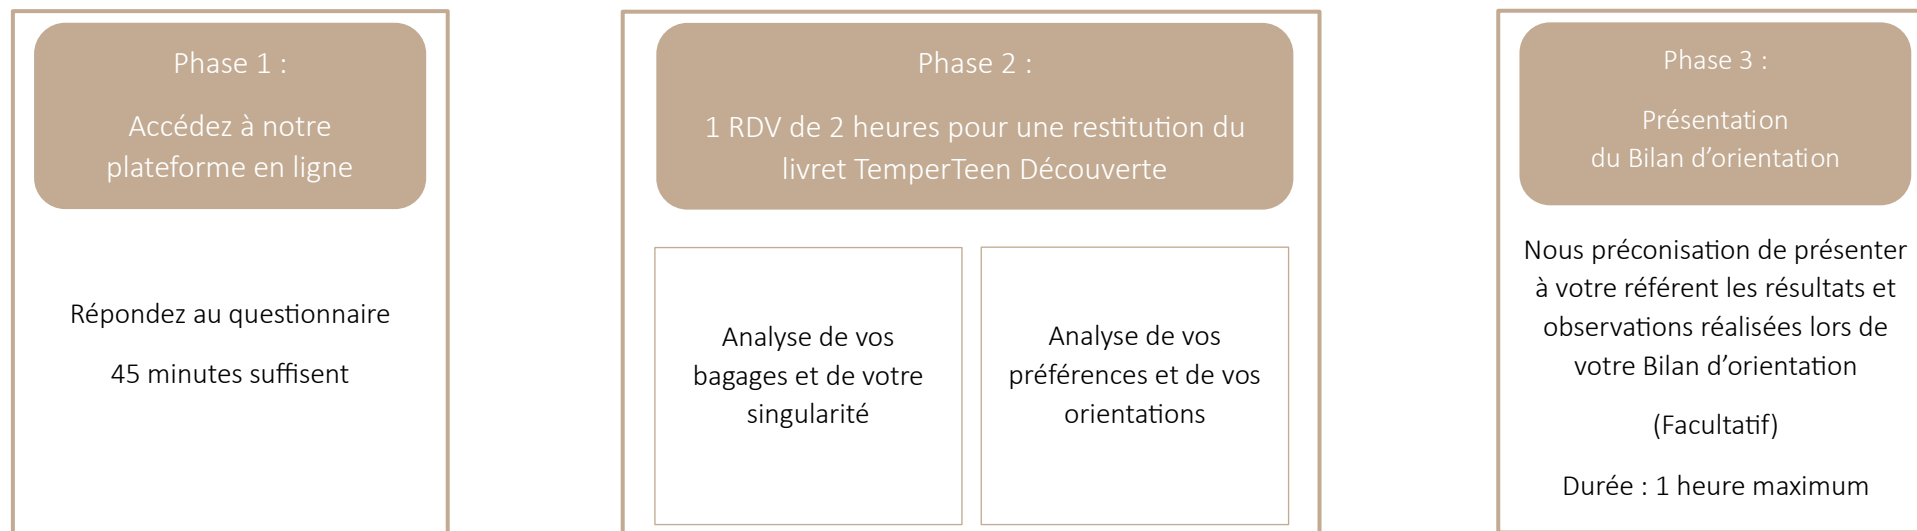 Phase 1 :
Accédez à notre
plateforme en ligne
Répondez au questionnaire
45 minutes suffisent
Phase 2 :
1 RDV de 2 heures pour une restitution du
livret TemperTeen Découverte
Analyse de vos
bagages et de votre
singularité
Analyse de vos
préférences et de vos
orientations
Phase 3 :
Présentation
du Bilan d’orientation
Nous préconisation de présenter
à votre référent les résultats et
observations réalisées lors de
votre Bilan d’orientation
(Facultatif)
Durée : 1 heure maximum